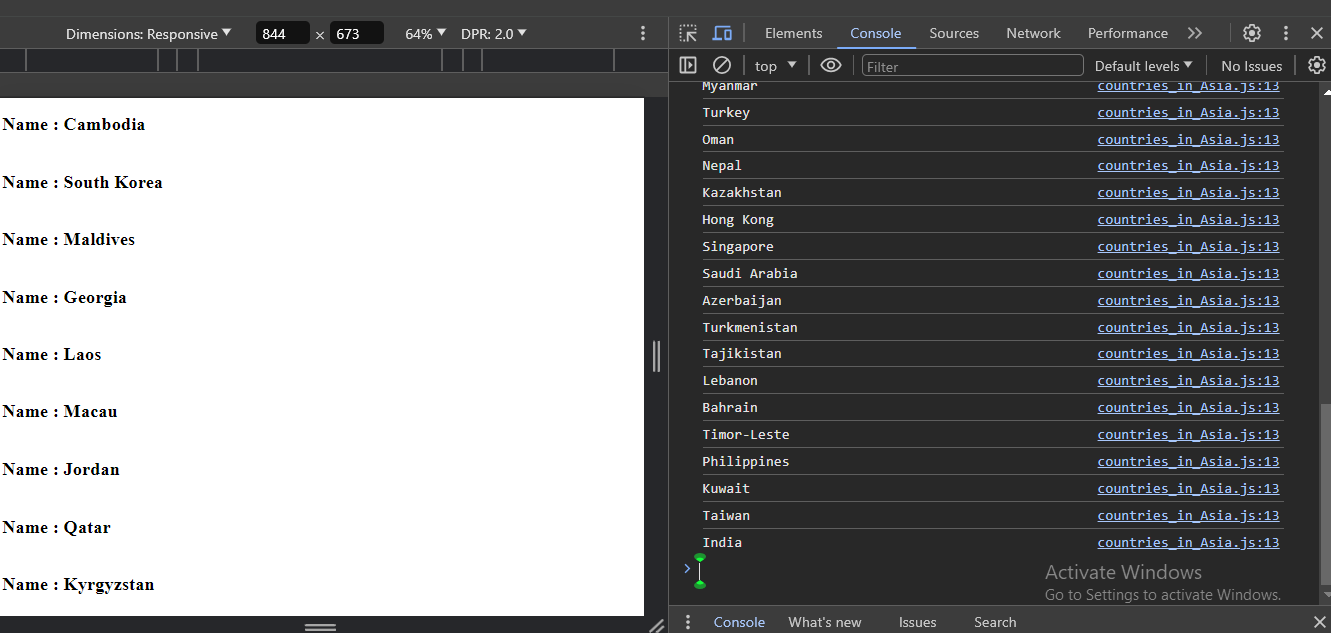 Dimensions: Responsive 844 × 673 64% DPR: 2.0
Elements Console Sources Network Performance
top Filter Default levels No Issues
Name : Cambodia
Name : South Korea
Name : Maldives
Name : Georgia
Name : Laos
Name : Macau
Name : Jordan
Name : Qatar
Name : Kyrgyzstan
Myanmar countries_in_Asia.js:13
Turkey countries_in_Asia.js:13
Oman countries_in_Asia.js:13
Nepal countries_in_Asia.js:13
Kazakhstan countries_in_Asia.js:13
Hong Kong countries_in_Asia.js:13
Singapore countries_in_Asia.js:13
Saudi Arabia countries_in_Asia.js:13
Azerbaijan countries_in_Asia.js:13
Turkmenistan countries_in_Asia.js:13
Tajikistan countries_in_Asia.js:13
Lebanon countries_in_Asia.js:13
Bahrain countries_in_Asia.js:13
Timor-Leste countries_in_Asia.js:13
Philippines countries_in_Asia.js:13
Kuwait countries_in_Asia.js:13
Taiwan countries_in_Asia.js:13
India countries_in_Asia.js:13
Activate Windows
Go to Settings to activate Windows.
Console What's new Issues Search